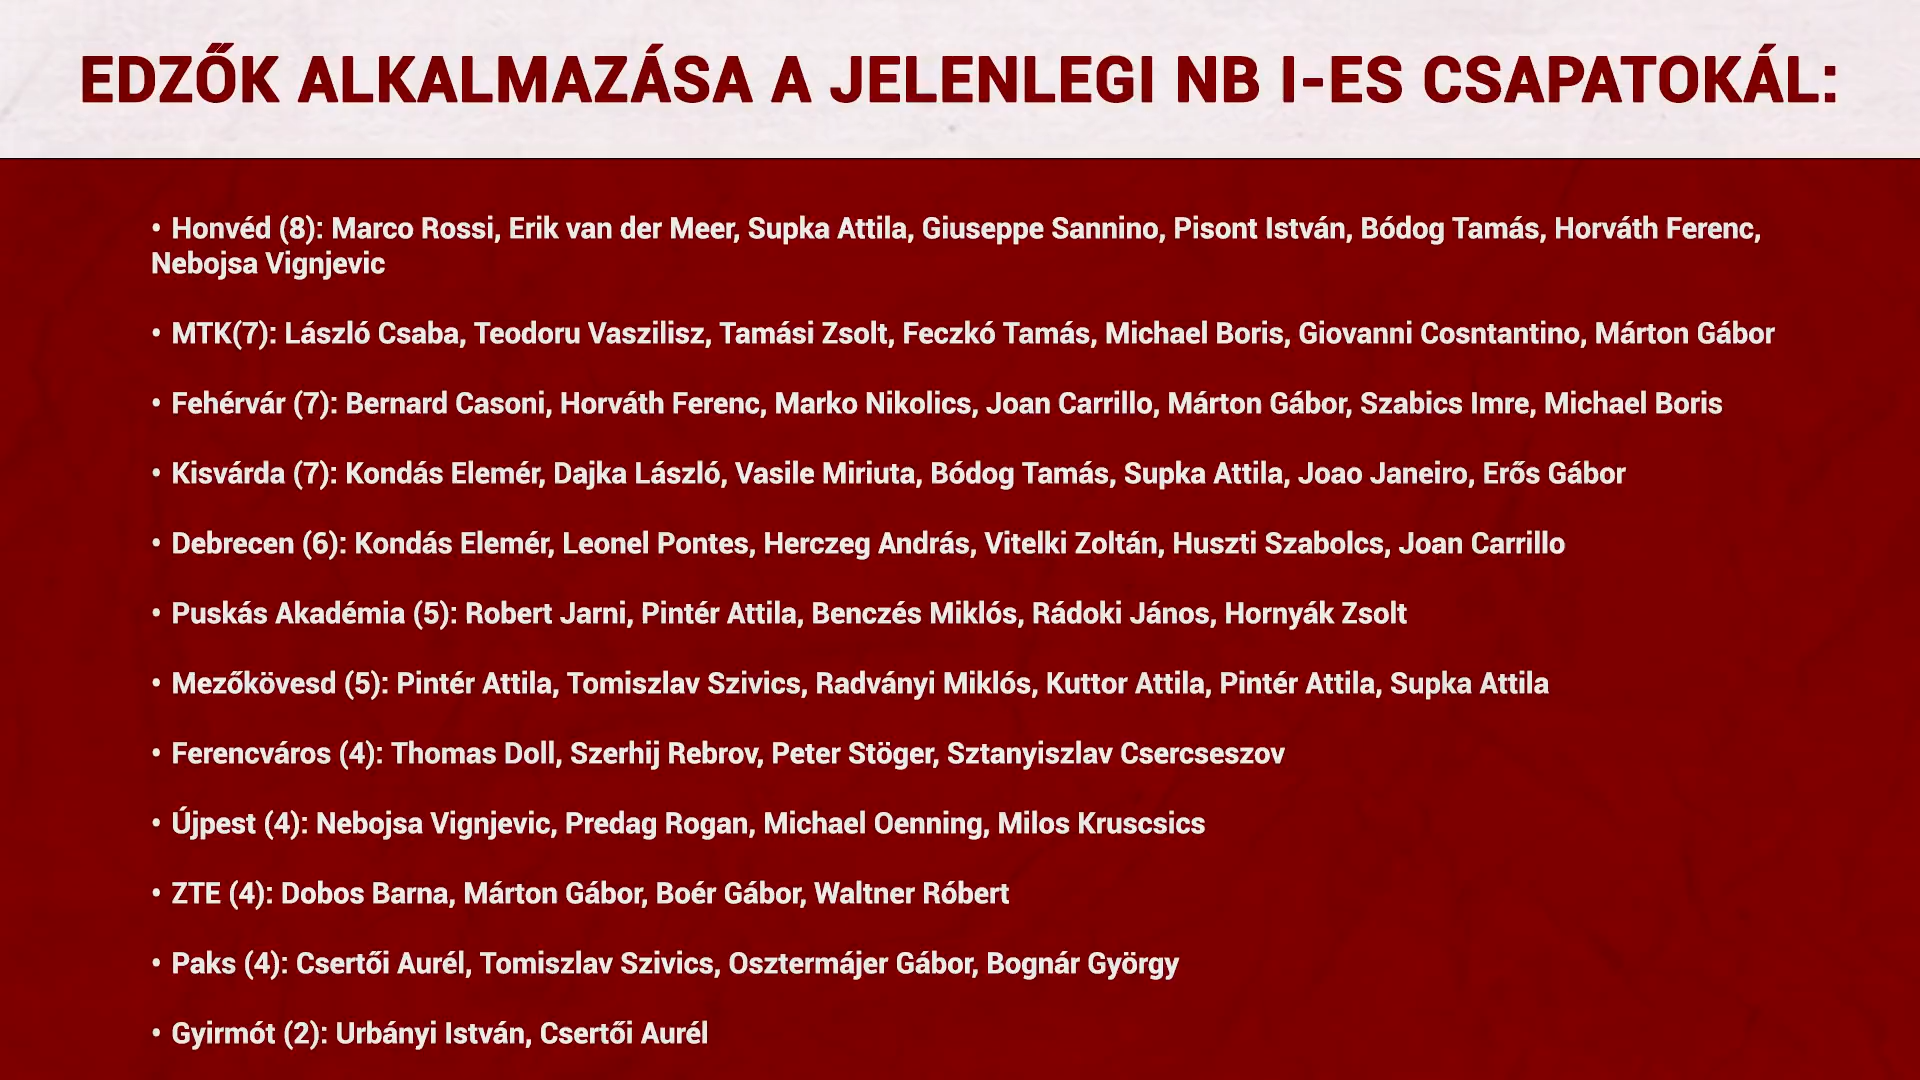 EDZŐK ALKALMAZÁSA A JELENLEGI NB I-ES CSAPATOKÁL:
• Honvéd (8): Marco Rossi, Erik van der Meer, Supka Attila, Giuseppe Sannino, Pisont István, Bódog Tamás, Horváth Ferenc,
Nebojsa Vignjevic
• MTK(7): László Csaba, Teodoru Vaszilisz, Tamási Zsolt, Feczkó Tamás, Michael Boris, Giovanni Cosntantino, Márton Gábor
• Fehérvár (7): Bernard Casoni, Horváth Ferenc, Marko Nikolics, Joan Carrillo, Márton Gábor, Szabics Imre, Michael Boris
• Kisvárda (7): Kondás Elemér, Dajka László, Vasile Miriuta, Bódog Tamás, Supka Attila, Joao Janeiro, Erős Gábor
• Debrecen (6): Kondás Elemér, Leonel Pontes, Herczeg András, Vitelki Zoltán, Huszti Szabolcs, Joan Carrillo
• Puskás Akadémia (5): Robert Jarni, Pintér Attila, Benczés Miklós, Rádoki János, Hornyák Zsolt
• Mezőkövesd (5): Pintér Attila, Tomiszlav Szivics, Radványi Miklós, Kuttor Attila, Pintér Attila, Supka Attila
• Ferencváros (4): Thomas Doll, Szerhij Rebrov, Peter Stöger, Sztanyiszlav Csercseszov
• Újpest (4): Nebojsa Vignjevic, Predag Rogan, Michael Oenning, Milos Kruscsics
• ZTE (4): Dobos Barna, Márton Gábor, Boér Gábor, Waltner Róbert
• Paks (4): Csertői Aurél, Tomiszlav Szivics, Osztermájer Gábor, Bognár György
• Gyirmót (2): Urbányi István, Csertői Aurél